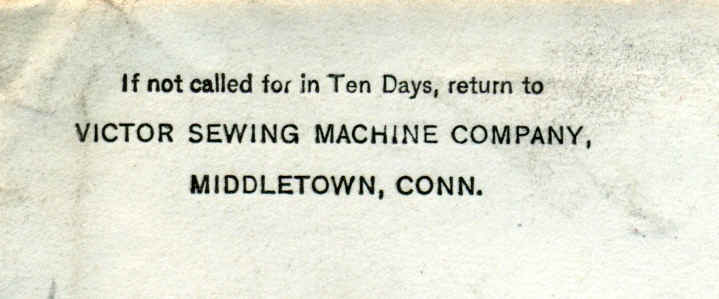 If not called for in Ten Days, return to
VICTOR SEWING MACHINE COMPANY,
MIDDLETOWN, CONN.